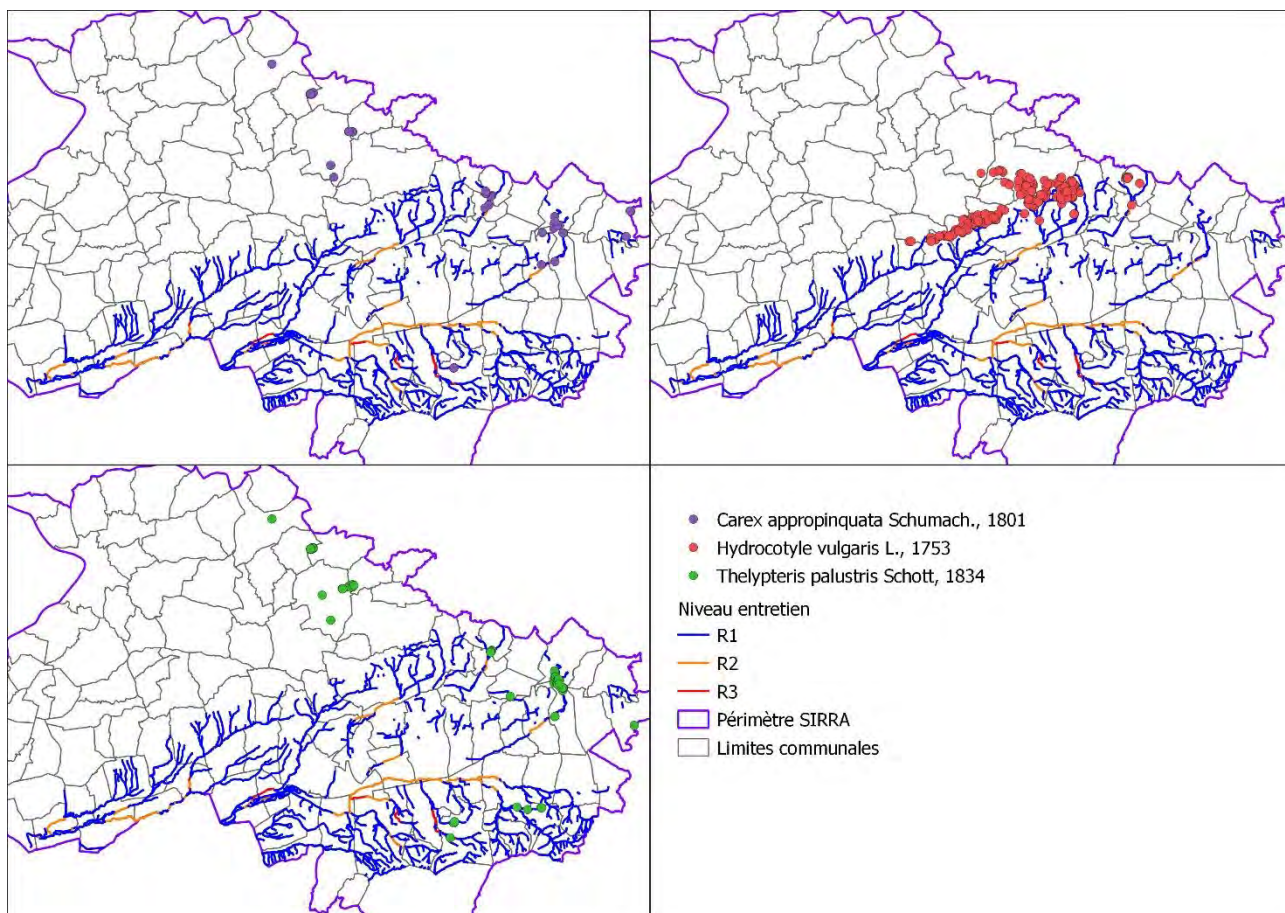 Carex appropinquata Schumach., 1801
Hydrocotyle vulgaris L., 1753
Thelypteris palustris Schott, 1834
Niveau entretien
R1
R2
R3
Périmètre SIRRA
Limites communales